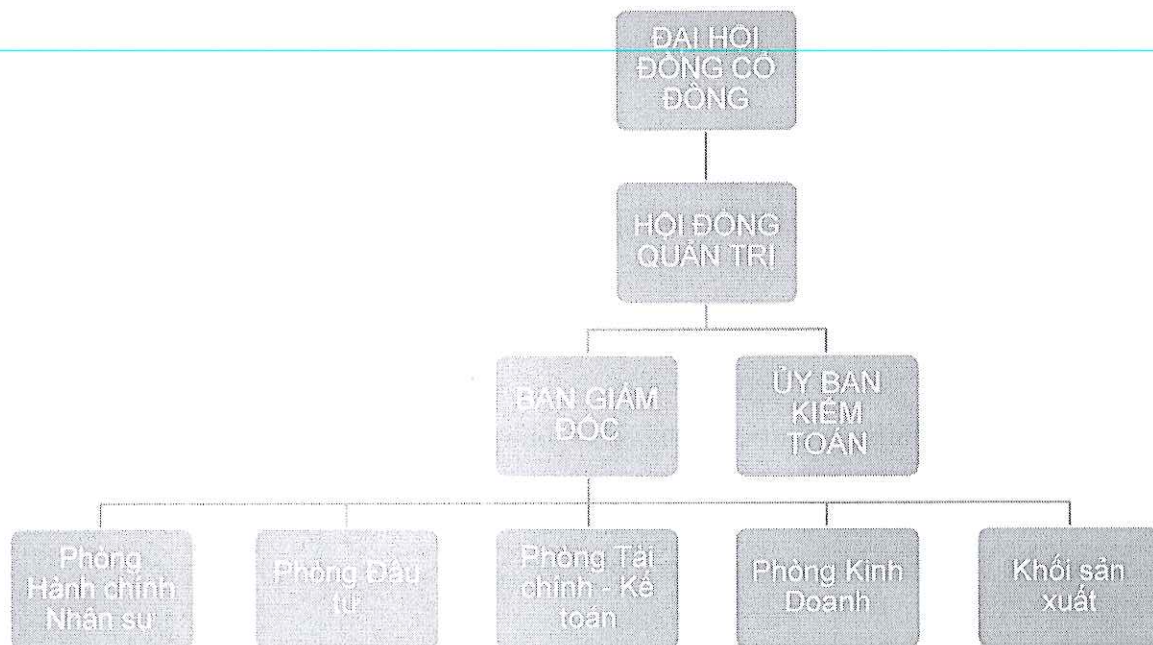 ĐẠI HỘI
ĐỒNG CỔ
ĐÔNG
HỘI ĐỒNG
QUẢN TRỊ
BAN GIÁM
ĐỐC
ỦY BAN
KIỂM
TOÁN
Phòng
Hành chính
Nhân sự
Phòng Đầu
tư
Phòng Tài
chính - Kế
toán
Phòng Kinh
Doanh
Khối sản
xuất